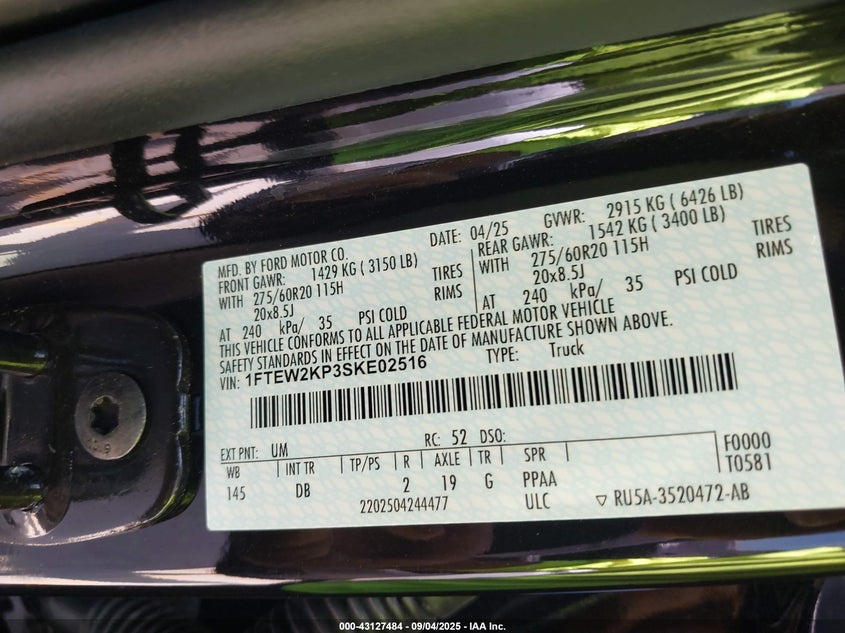 MFD. BY FORD MOTOR CO.
DATE: 04/25
GVWR: 2915 KG ( 6426 LB)
FRONT GAWR: 1429 KG ( 3150 LB)
REAR GAWR: 1542 KG ( 3400 LB)
WITH 275/60R20 115H TIRES
WITH 275/60R20 115H TIRES
20x8.5J RIMS
20x8.5J RIMS
AT 240 kPa/ 35 PSI COLD
AT 240 kPa/ 35 PSI COLD
THIS VEHICLE CONFORMS TO ALL APPLICABLE FEDERAL MOTOR VEHICLE
SAFETY STANDARDS IN EFFECT ON THE DATE OF MANUFACTURE SHOWN ABOVE.
VIN: 1FTEW2KP3SKE02516
TYPE: Truck
EXT PNT: UM RC: 52 DSO:
WB INT TR TP/PS R AXLE TR SPR F0000
145 DB 2 19 G PPAA T0581
2202504244477 ULC ▽ RU5A-3520472-AB
9
000-43127484 | 09/04/2025 | © IAA Inc.